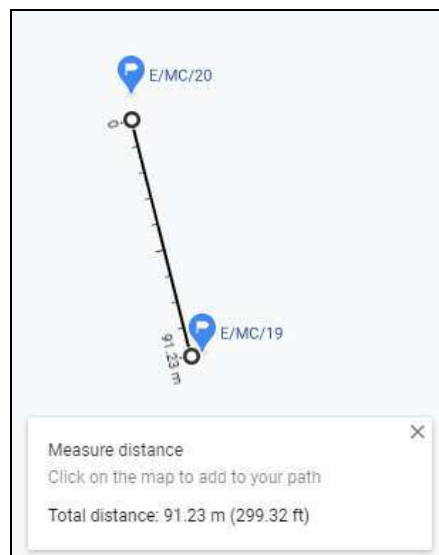 E/MC/20
0
E/MC/19
91.23 m
Measure distance
Click on the map to add to your path
Total distance: 91.23 m (299.32 ft)